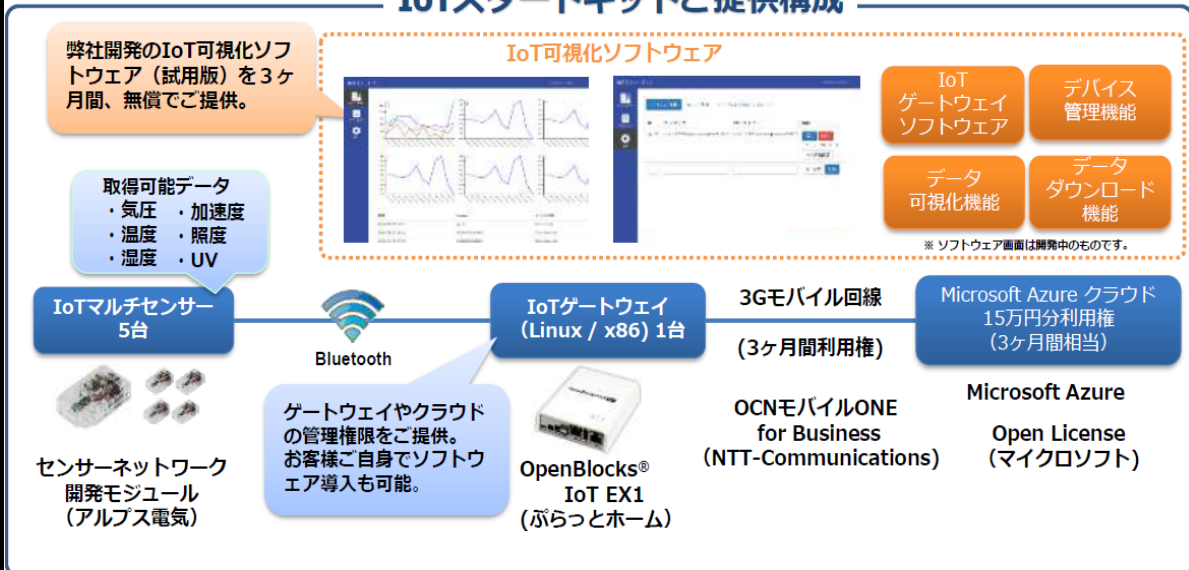 IoTスタートキットと提供構成
弊社開発のIoT可視化ソフ
トウェア（試用版）を３ヶ
月間、無償でご提供。
IoT可視化ソフトウェア
IoT
ゲートウェイ
ソフトウェア
デバイス
管理機能
データ
可視化機能
データ
ダウンロード
機能
※ ソフトウェア画面は開発中のものです。
取得可能データ
・気圧 ・加速度
・温度 ・照度
・湿度 ・UV
IoTマルチセンサー
5台
Bluetooth
IoTゲートウェイ
（Linux / x86) 1台
3Gモバイル回線
(3ヶ月間利用権)
Microsoft Azure クラウド
15万円分利用権
（3ヶ月間相当）
センサーネットワーク
開発モジュール
（アルプス電気）
ゲートウェイやクラウド
の管理権限をご提供。
お客様ご自身でソフトウ
ェア導入も可能。
OpenBlocks®
IoT EX1
(ぷらっとホーム）
OCNモバイルONE
for Business
（NTT-Communications)
Microsoft Azure
Open License
（マイクロソフト)